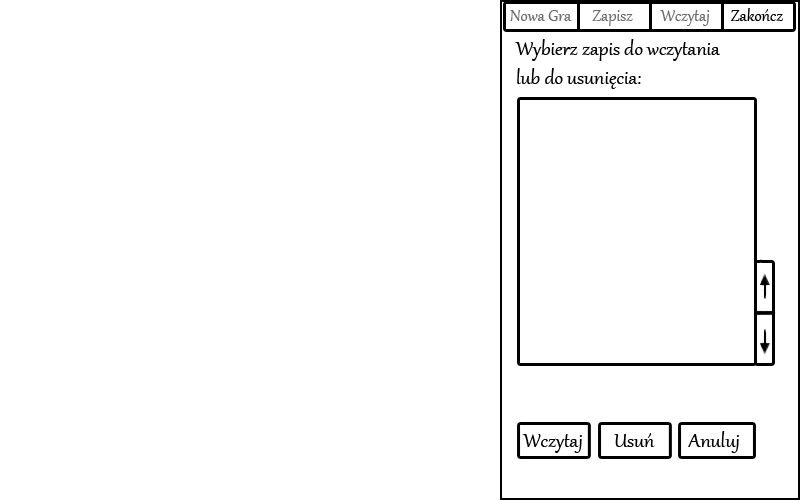 Nowa Gra Zapisz Wczytaj Zakończ
Wybierz zapis do wczytania
lub do usunięcia:
Wczytaj Usuń Anuluj